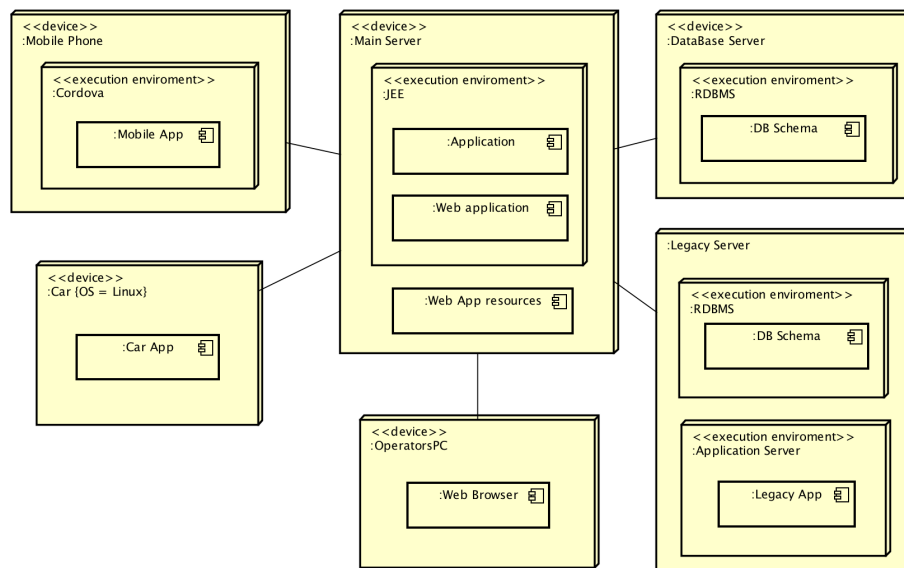 <<device>>
:Mobile Phone
<<execution enviroment>>
:Cordova
:Mobile App
<<device>>
:Main Server
<<execution enviroment>>
:JEE
:Application
:Web application
:Web App resources
<<device>>
:DataBase Server
<<execution enviroment>>
:RDBMS
:DB Schema
<<device>>
:Car {OS = Linux}
:Car App
:Legacy Server
<<execution enviroment>>
:RDBMS
:DB Schema
<<execution enviroment>>
:Application Server
:Legacy App
<<device>>
:OperatorsPC
:Web Browser